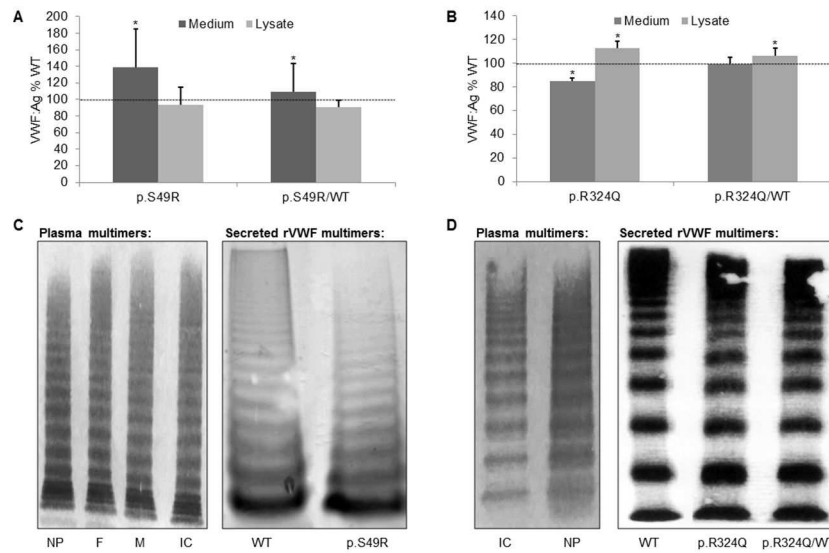 A
B
VWF:Ag % WT
200
180
160
140
120
100
80
60
40
20
0
*
*
Medium
Lysate
p.S49R
p.S49R/WT
VWF:Ag % WT
140
120
100
80
60
40
20
0
*
*
*
Medium
Lysate
p.R324Q
p.R324Q/WT
C
Plasma multimers:
Secreted rVWF multimers:
NP F M IC
WT p.S49R
D
Plasma multimers:
Secreted rVWF multimers:
IC NP
WT p.R324Q p.R324Q/W